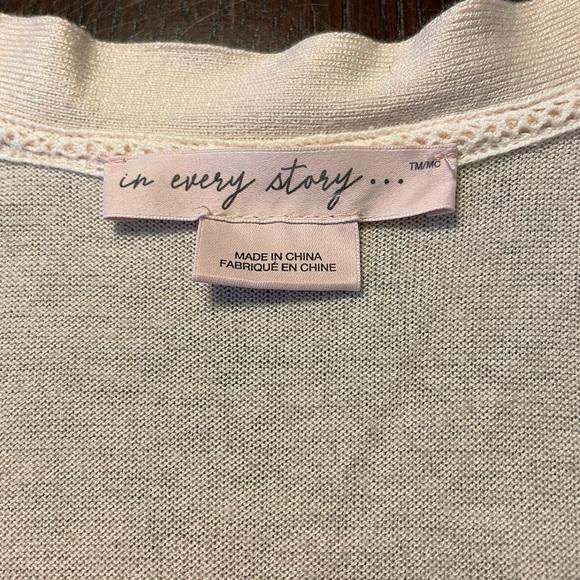 in every story... TM/MC
MADE IN CHINA
FABRIQUÉ EN CHINE